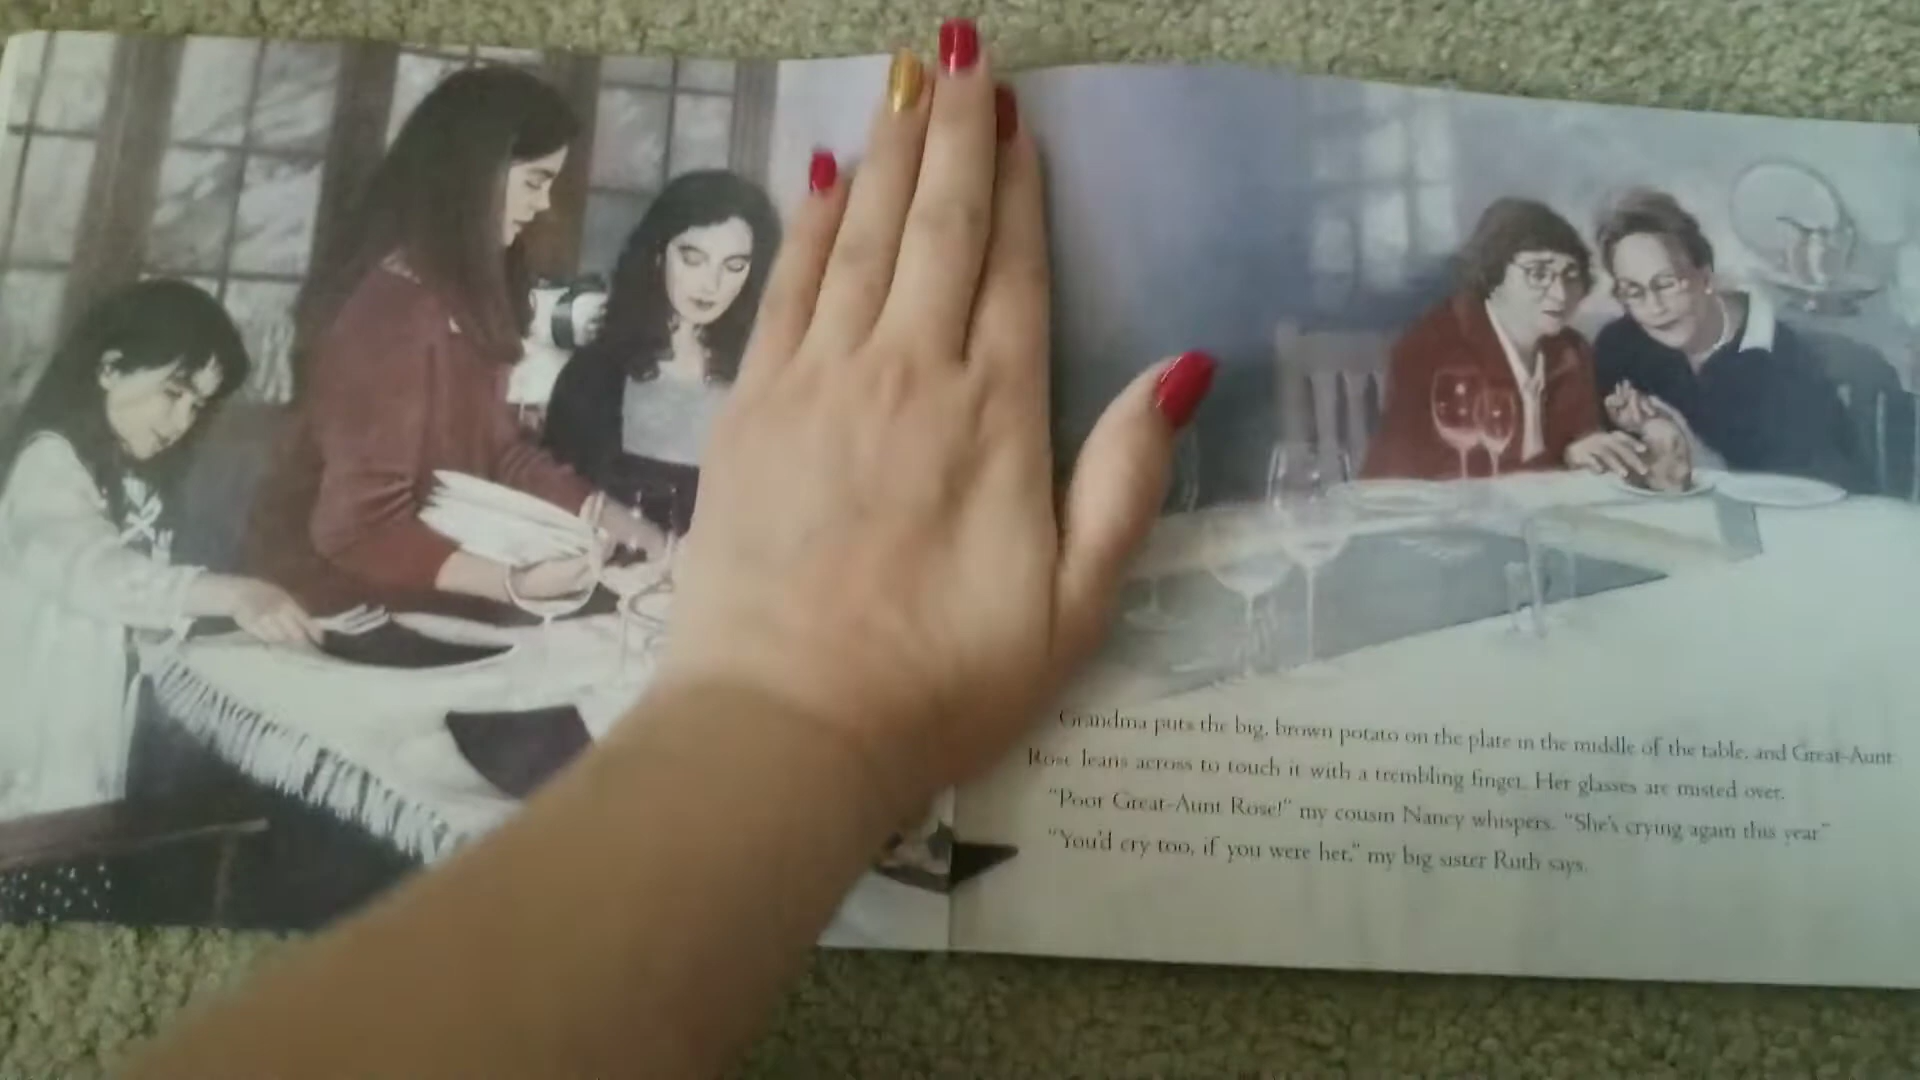 Grandma puts the big, brown potato on the plate in the middle of the table, and Great-Aunt
Rose leans across to touch it with a trembling finger. Her glasses are misted over.
"Poor Great-Aunt Rose!" my cousin Nancy whispers. "She's crying again this year"
"You'd cry too, if you were her," my big sister Ruth says.